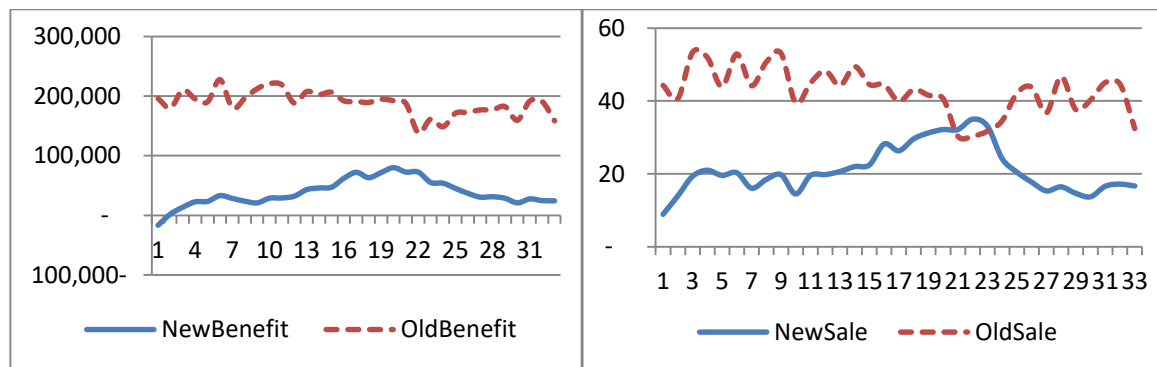 300,000
200,000
100,000
-
100,000-
1 4 7 10 13 16 19 22 25 28 31
NewBenefit OldBenefit
60
40
20
-
1 3 5 7 9 11 13 15 17 19 21 23 25 27 29 31 33
NewSale OldSale